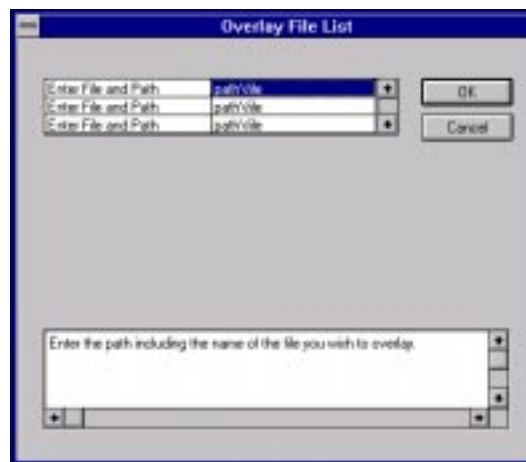 Overlay File List
Enter File and Path path\file
Enter File and Path path\file
Enter File and Path path\file
OK
Cancel
Enter the path including the name of the file you wish to overlay.